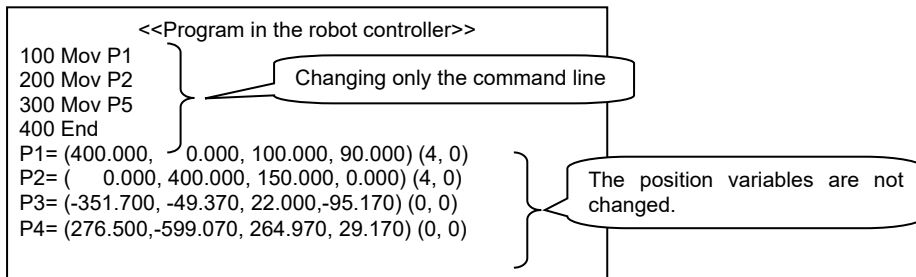 <<Program in the robot controller>>
100 Mov P1
200 Mov P2
Changing only the command line
300 Mov P5
400 End
P1= (400.000, 0.000, 100.000, 90.000) (4, 0)
P2= ( 0.000, 400.000, 150.000, 0.000) (4, 0)
P3= (-351.700, -49.370, 22.000,-95.170) (0, 0)
P4= (276.500,-599.070, 264.970, 29.170) (0, 0)
The position variables are not
changed.